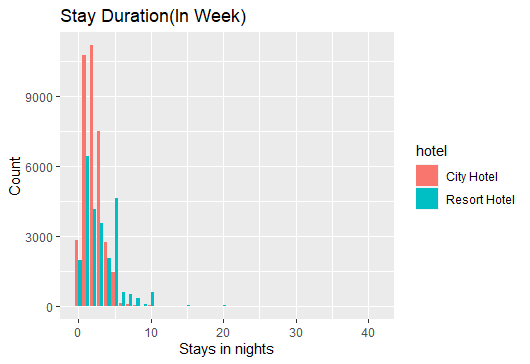 Stay Duration(In Week)
Count
9000
6000
3000
0
0
10
20
30
40
Stays in nights
hotel
City Hotel
Resort Hotel